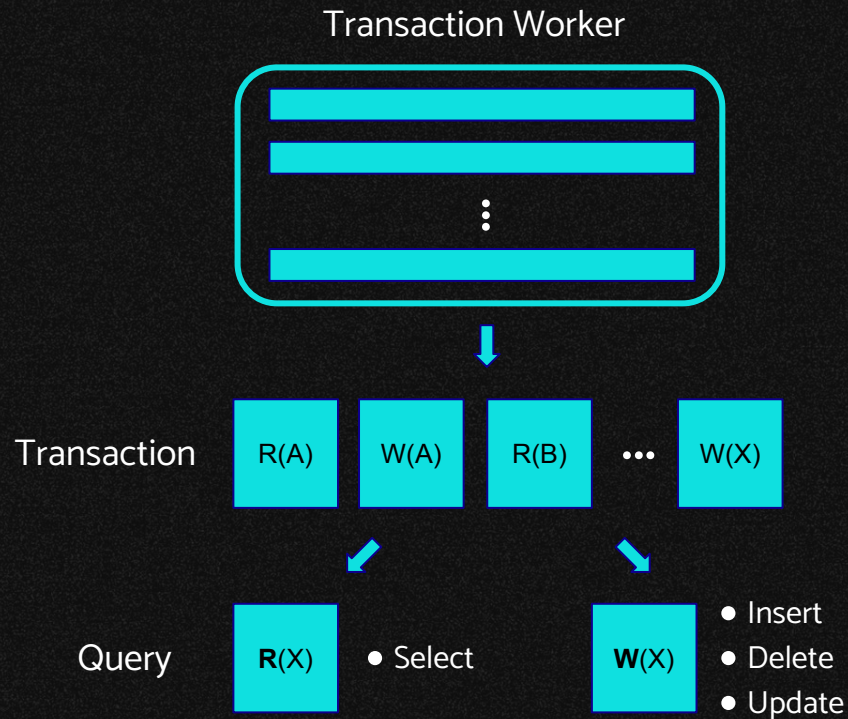 Transaction Worker
Transaction
R(A)
W(A)
R(B)
...
W(X)
Query
R(X)
● Select
W(X)
● Insert
● Delete
● Update